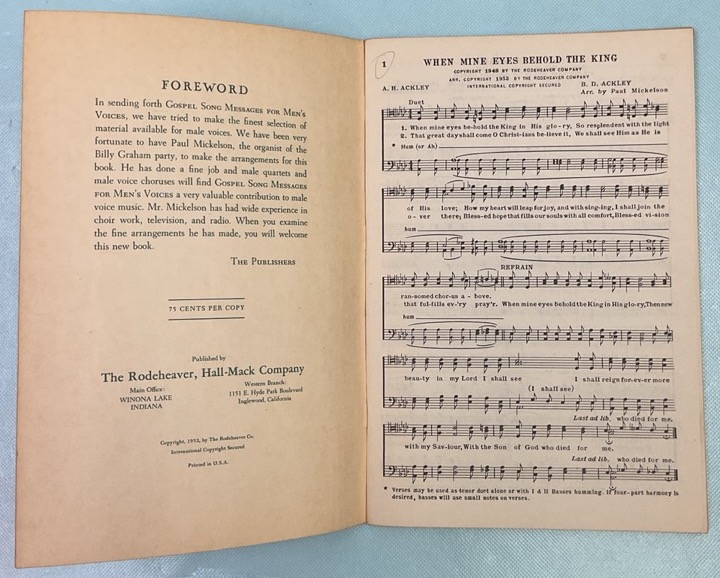 FOREWORD
In sending forth GOSPEL SONG MESSAGES FOR MEN'S
VOICES, we have tried to make the finest selection of
material available for male voices. We have been very
fortunate to have Paul Mickelson, the organist of the
Billy Graham party, to make the arrangements for this
book. He has done a fine job and male quartets and
male voice choruses will find GOSPEL SONG MESSAGES
FOR MEN'S VOICES a very valuable contribution to male
voice music. Mr. Mickelson has had wide experience in
choir work, television, and radio. When you examine
the fine arrangements he has made, you will welcome
this new book.
THE PUBLISHERS
75 CENTS PER COPY
Published by
The Rodeheaver, Hall-Mack Company
Main Office:
WINONA LAKE
INDIANA
Western Branch:
1151 E. Hyde Park Boulevard
Inglewood, California
Copyright, 1952, by The Rodeheaver Co.
International Copyright Secured
Printed in U.S.A.
1
WHEN MINE EYES BEHOLD THE KING
COPYRIGHT 1948 BY THE RODEHEAVER COMPANY
ARR. COPYRIGHT 1952 BY THE RODEHEAVER COMPANY
INTERNATIONAL COPYRIGHT SECURED
A. H. ACKLEY
B. D. ACKLEY
Arr. by Paul Mickelson
Duet
1. When mine eyes be-hold the King in His glo-ry, So resplendent with the light
2. That great day shall come O Christ-ians be-lieve it, We shall see Him as He is
* Hum (or Ah)
of His love; How my heart will leap for joy, and with sing-ing, I shall join the
o-ver there; Bless-ed hope that fills our souls with all comfort, Bless-ed vi-sion
hum
REFRAIN
ran-somed chor-us a-bove.
that ful-fills ev-'ry pray'r. When mine eyes behold the King in His glo-ry, Then new
hum
beau-ty in my Lord I shall see I shall reign for-ev-er more
(I shall see)
Last ad lib. who died for me.
with my Sav-iour, With the Son of God who died for me.
Last ad lib. who died for me.
* Verses may be used as tenor duet alone or with I & II Basses humming. If four-part harmony is
desired, basses will use small notes on verses.